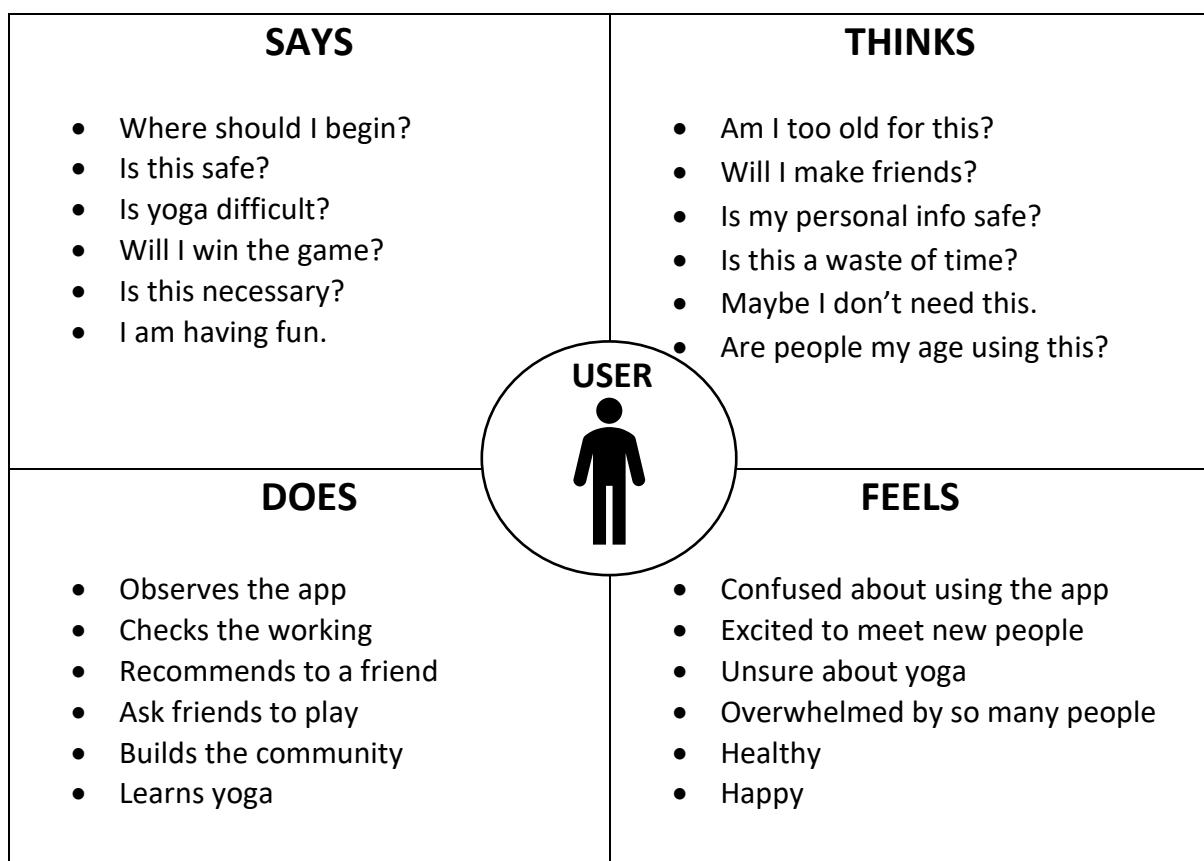 SAYS
• Where should I begin?
• Is this safe?
• Is yoga difficult?
• Will I win the game?
• Is this necessary?
• I am having fun.
THINKS
• Am I too old for this?
• Will I make friends?
• Is my personal info safe?
• Is this a waste of time?
• Maybe I don’t need this.
• Are people my age using this?
USER
DOES
• Observes the app
• Checks the working
• Recommends to a friend
• Ask friends to play
• Builds the community
• Learns yoga
FEELS
• Confused about using the app
• Excited to meet new people
• Unsure about yoga
• Overwhelmed by so many people
• Healthy
• Happy